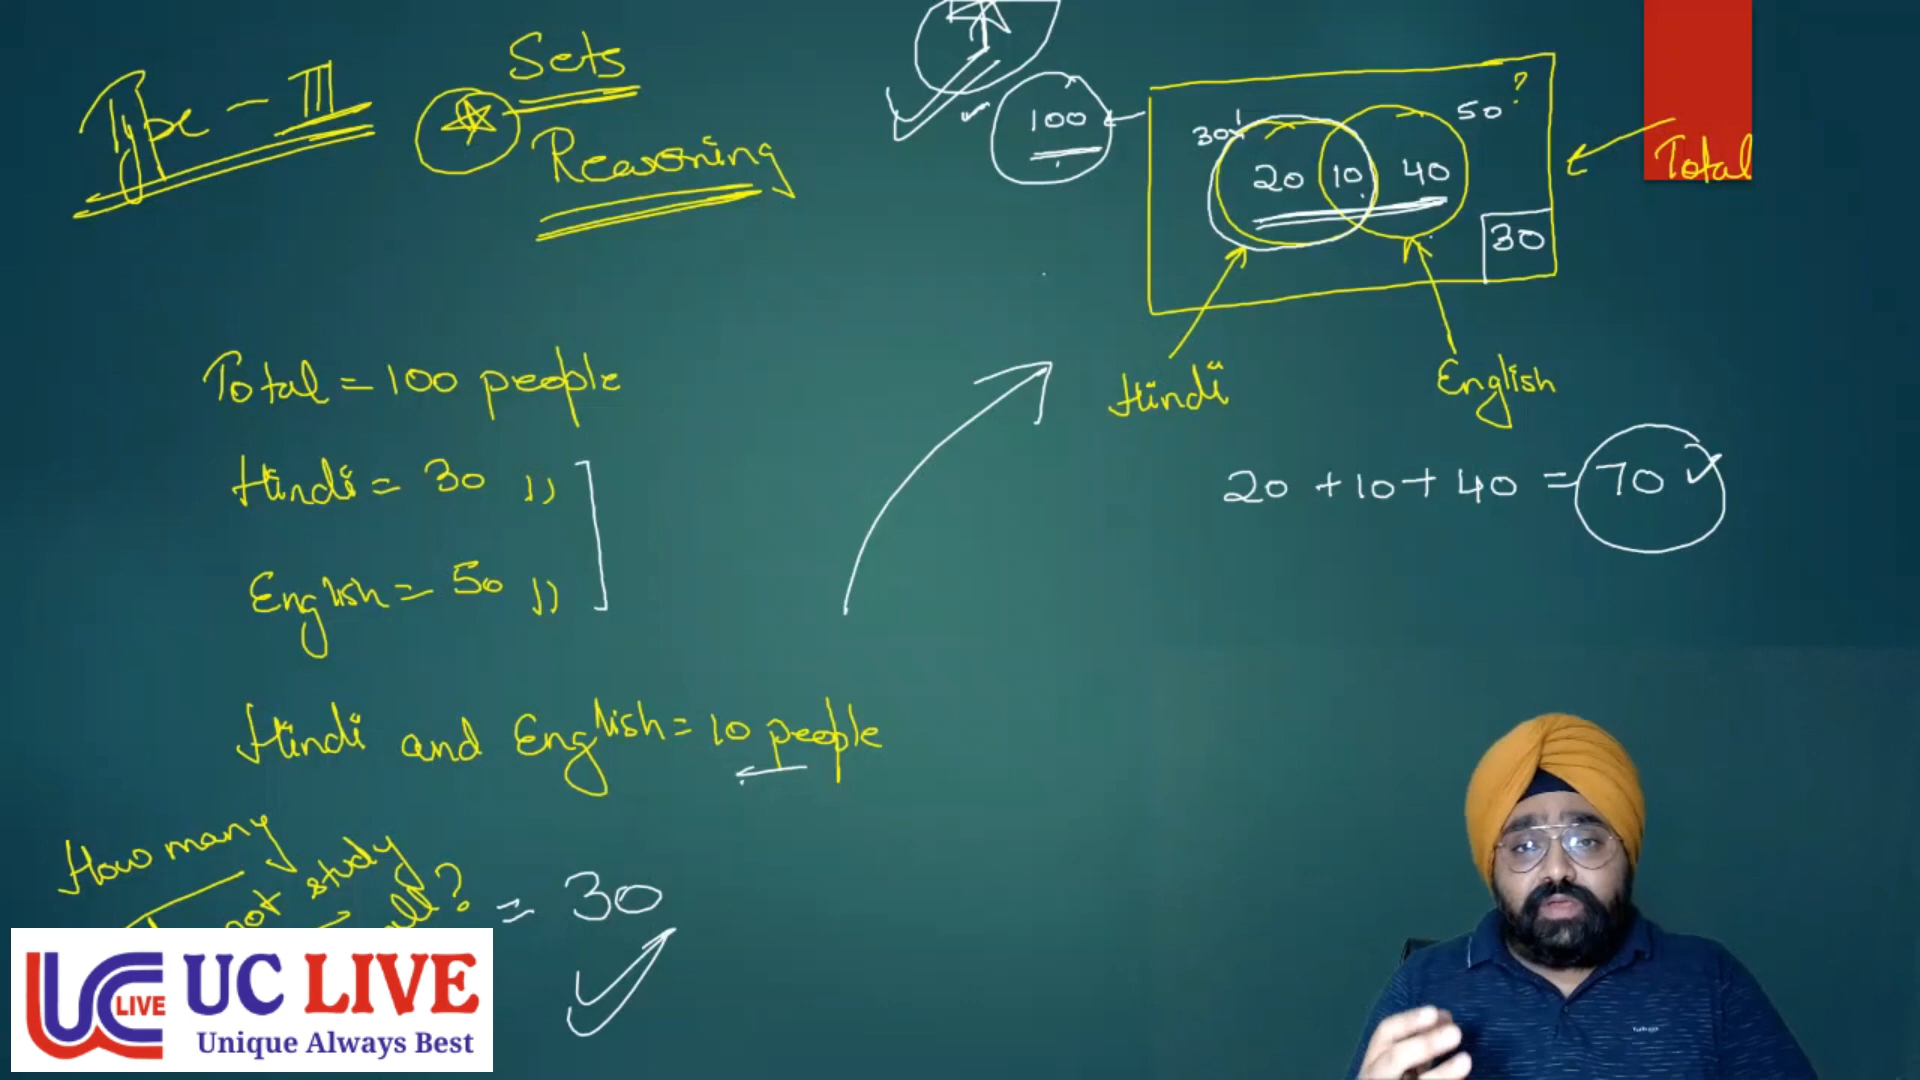 Type - III
Sets
Reasoning
Total = 100 people
Hindi = 30 ,,
English = 50 ,,
Hindi and English = 10 people
How many
not study
all? = 30
100
30
50 ?
20 10 40
30
Total
Hindi
English
20 + 10 + 40 = 70
LIVE
UC LIVE
Unique Always Best